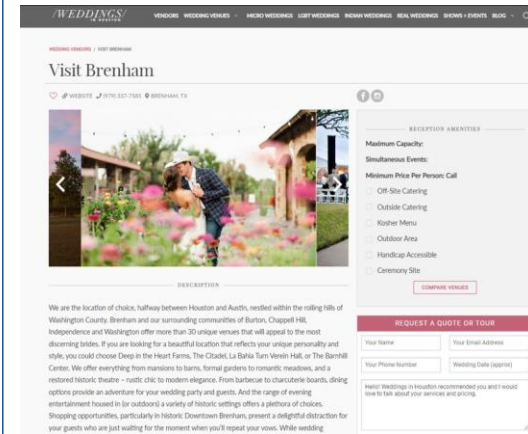 /WEDDINGS/
IN HOUSTON
VENDORS WEDDING VENUES MICRO WEDDINGS LGBT WEDDINGS INDIAN WEDDINGS REAL WEDDINGS SHOWS + EVENTS BLOG
WEDDING VENDORS / VISIT BRENHAM
Visit Brenham
WEBSITE (979) 337-7583 BRENHAM, TX
RECEPTION AMENITIES
Maximum Capacity:
Simultaneous Events:
Minimum Price Per Person: Call
Off-Site Catering
Outside Catering
Kosher Menu
Outdoor Area
Handicap Accessible
Ceremony Site
COMPARE VENUES
DESCRIPTION
We are the location of choice, halfway between Houston and Austin, nestled within the rolling hills of
Washington County. Brenham and our surrounding communities of Burton, Chappell Hill,
Independence and Washington offer more than 30 unique venues that will appeal to the most
discerning brides. If you are looking for a beautiful location that reflects your unique personality and
style, you could choose Deep in the Heart Farms, The Citadel, La Bahia Turn Verein Hall, or The Barnhill
Center. We offer everything from mansions to barns, formal gardens to romantic meadows, and a
restored historic theatre – rustic chic to modern elegance. From barbecue to charcuterie boards, dining
options provide an adventure for your wedding party and guests. And the range of evening
entertainment housed in (or outdoors) a variety of historic settings offers a plethora of choices.
Shopping opportunities, particularly in historic Downtown Brenham, present a delightful distraction for
your guests who are just waiting for the moment when you'll repeat your vows. While wedding
REQUEST A QUOTE OR TOUR
Your Name
Your Email Address
Your Phone Number
Wedding Date (approx)
Hello! Weddings in Houston recommended you and I would
love to talk about your services and pricing.